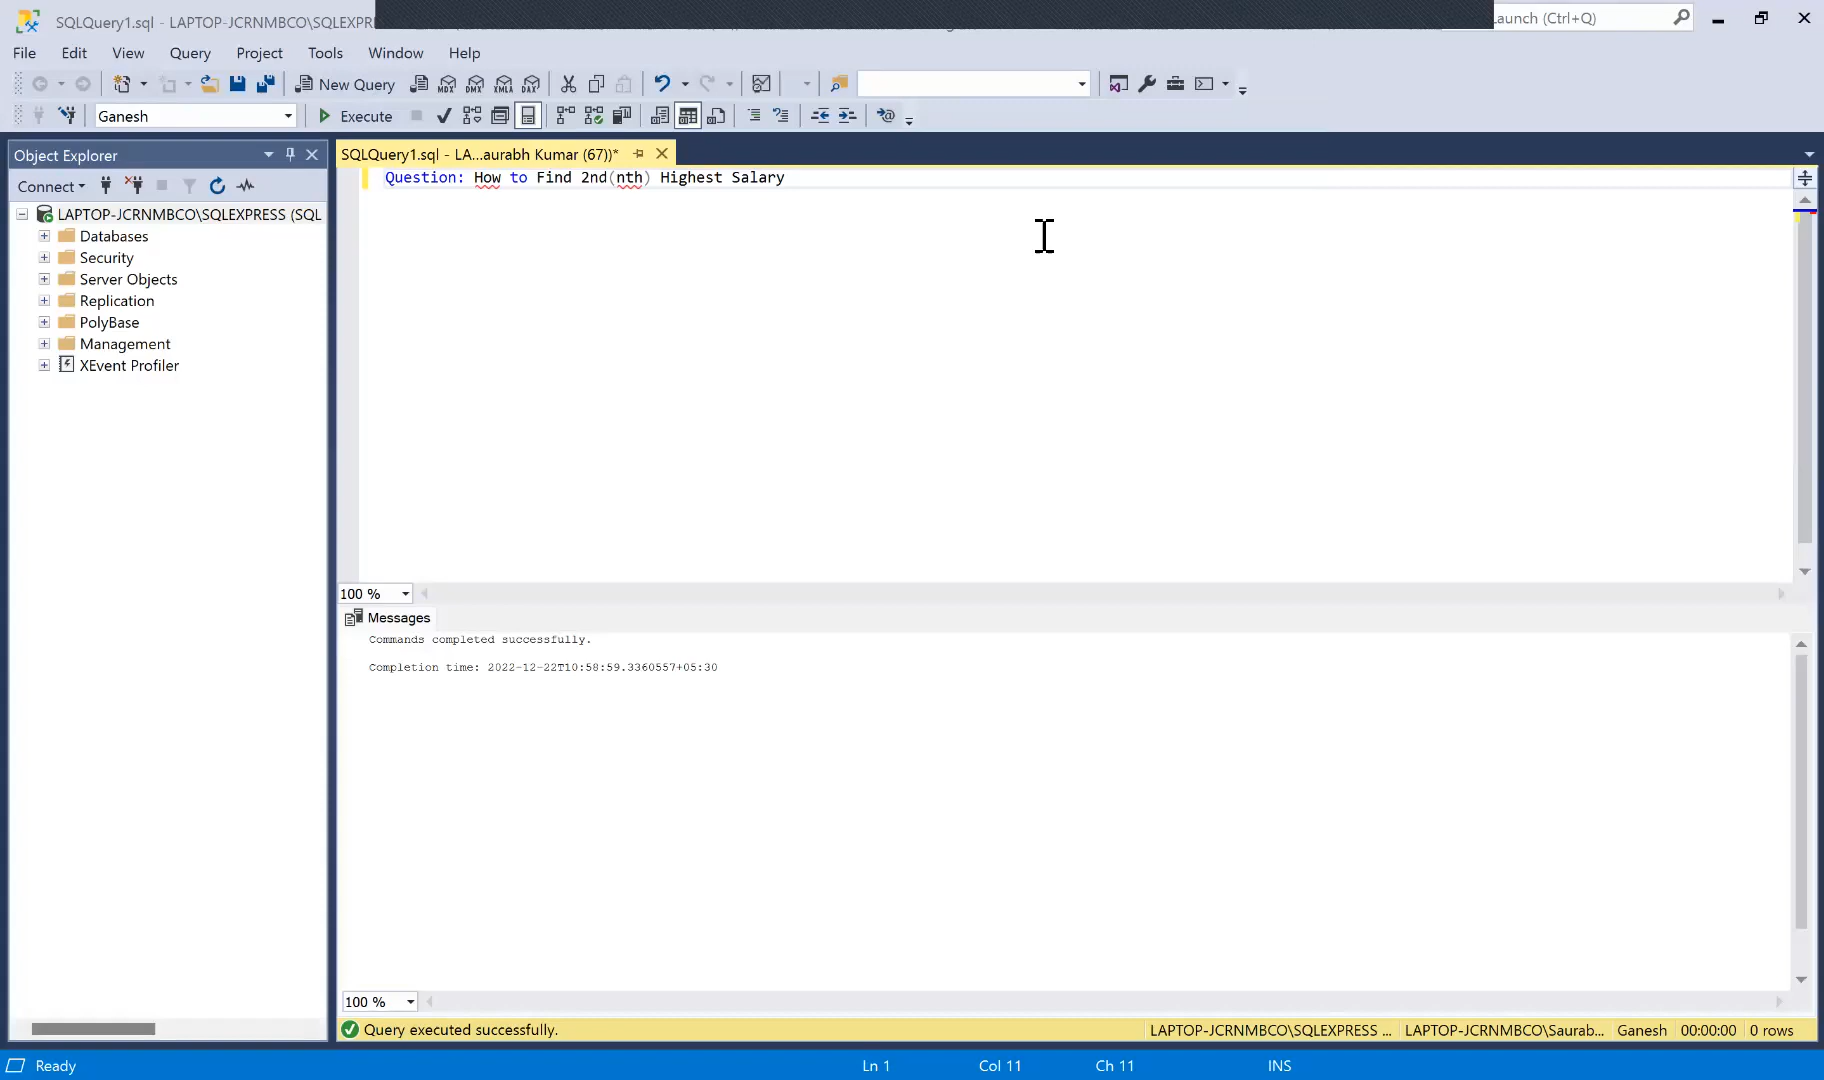 SQLQuery1.sql - LAPTOP-JCRNMBCO\SQLEXPR
Launch (Ctrl+Q)
File Edit View Query Project Tools Window Help
New Query MDX DMX XMLA DAX
Ganesh Execute
Object Explorer
SQLQuery1.sql - LA...aurabh Kumar (67))*
Connect
Question: How to Find 2nd(nth) Highest Salary
LAPTOP-JCRNMBCO\SQLEXPRESS (SQL
Databases
Security
Server Objects
Replication
PolyBase
Management
XEvent Profiler
100 %
Messages
Commands completed successfully.
Completion time: 2022-12-22T10:58:59.3360557+05:30
100 %
Query executed successfully. LAPTOP-JCRNMBCO\SQLEXPRESS ... LAPTOP-JCRNMBCO\Saurab... Ganesh 00:00:00 0 rows
Ready Ln 1 Col 11 Ch 11 INS